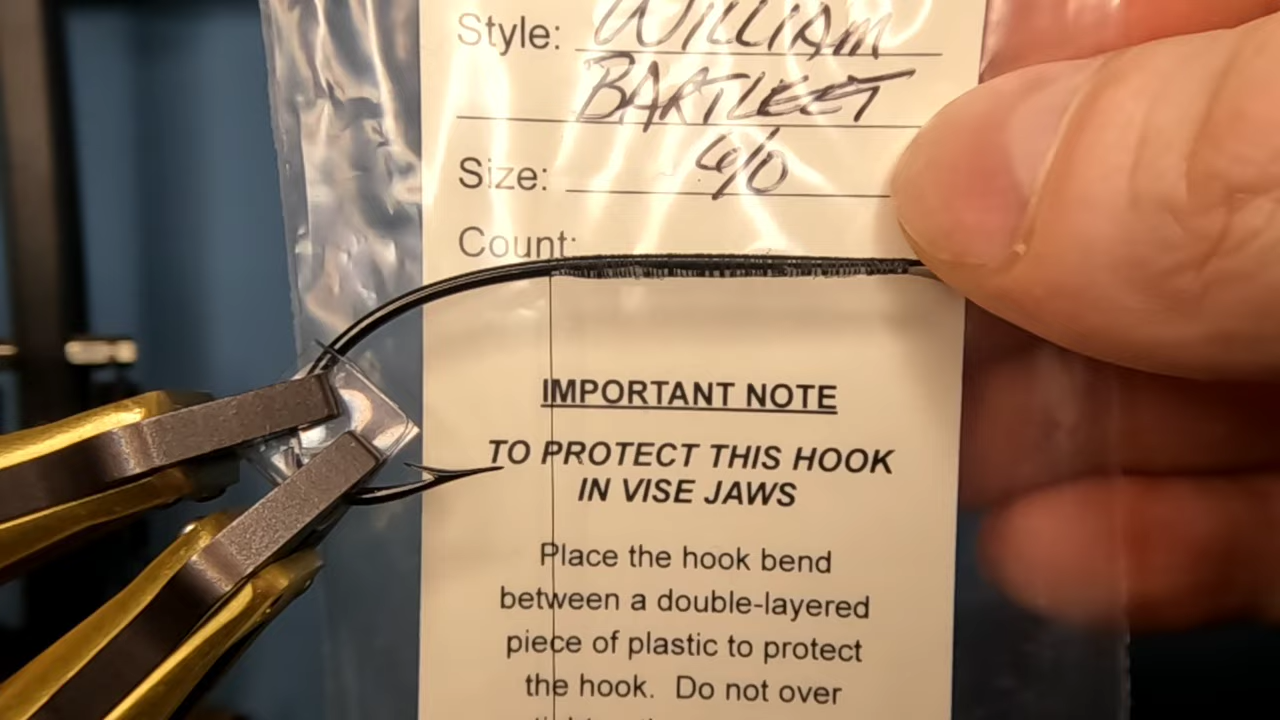 Style: WILLIAM
BARTLEET
Size: 6/0
Count:
IMPORTANT NOTE
TO PROTECT THIS HOOK
IN VISE JAWS
Place the hook bend
between a double-layered
piece of plastic to protect
the hook. Do not over